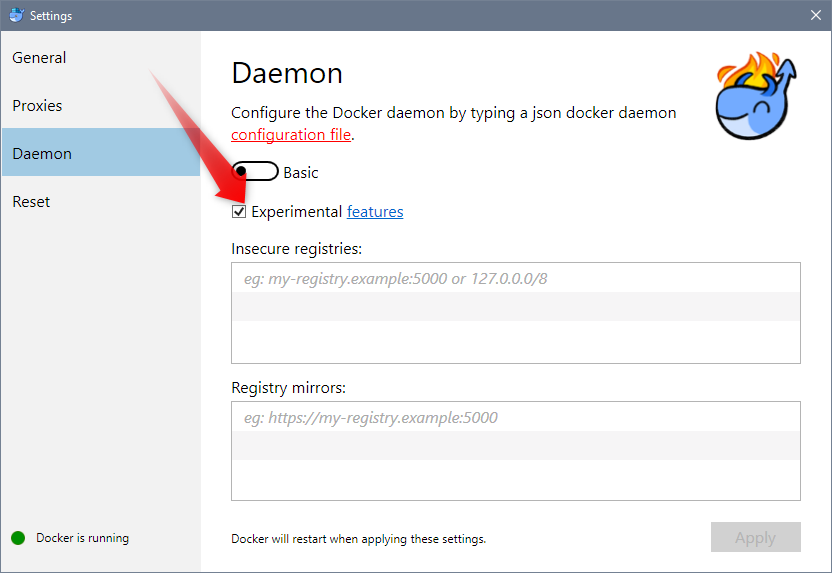 Settings
General
Proxies
Daemon
Reset
Daemon
Configure the Docker daemon by typing a json docker daemon
configuration file.
Basic
Experimental features
Insecure registries:
eg: my-registry.example:5000 or 127.0.0.0/8
Registry mirrors:
eg: https://my-registry.example:5000
Docker is running
Docker will restart when applying these settings.
Apply